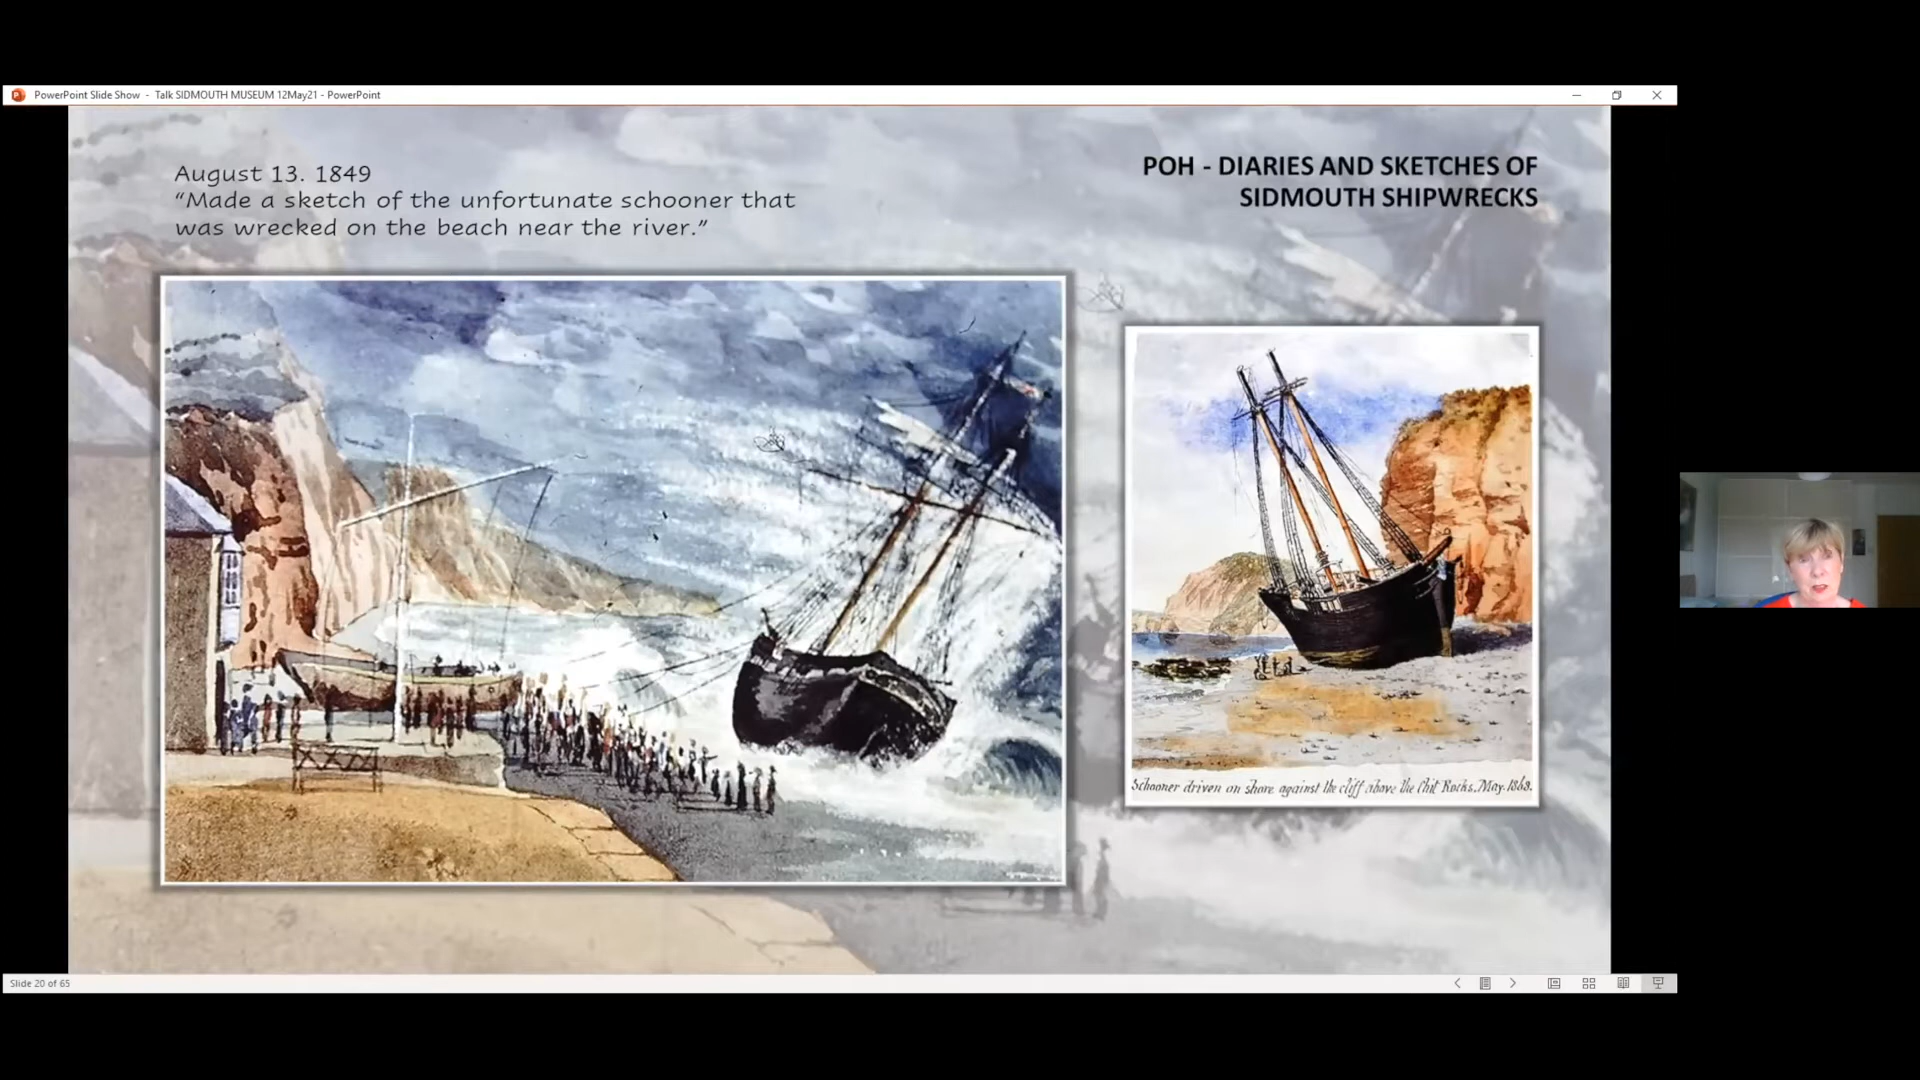 PowerPoint Slide Show - Talk SIDMOUTH MUSEUM 12May21 - PowerPoint
August 13. 1849
“Made a sketch of the unfortunate schooner that
was wrecked on the beach near the river.”
POH - DIARIES AND SKETCHES OF
SIDMOUTH SHIPWRECKS
Schooner driven on shore against the cliff above the Chit Rocks. May. 1868.
Slide 20 of 65